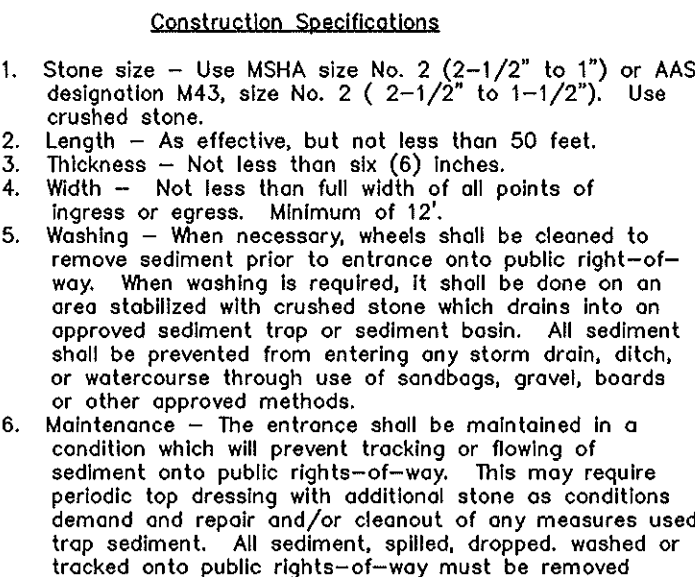 Construction Specifications
1. Stone size – Use MSHA size No. 2 (2–1/2" to 1") or AAS
designation M43, size No. 2 ( 2–1/2" to 1–1/2"). Use
crushed stone.
2. Length – As effective, but not less than 50 feet.
3. Thickness – Not less than six (6) inches.
4. Width – Not less than full width of all points of
ingress or egress. Minimum of 12'.
5. Washing – When necessary, wheels shall be cleaned to
remove sediment prior to entrance onto public right–of–
way. When washing is required, it shall be done on an
area stabilized with crushed stone which drains into an
approved sediment trap or sediment basin. All sediment
shall be prevented from entering any storm drain, ditch,
or watercourse through use of sandbags, gravel, boards
or other approved methods.
6. Maintenance – The entrance shall be maintained in a
condition which will prevent tracking or flowing of
sediment onto public rights–of–way. This may require
periodic top dressing with additional stone as conditions
demand and repair and/or cleanout of any measures used
trap sediment. All sediment, spilled, dropped. washed or
tracked onto public rights–of–way must be removed